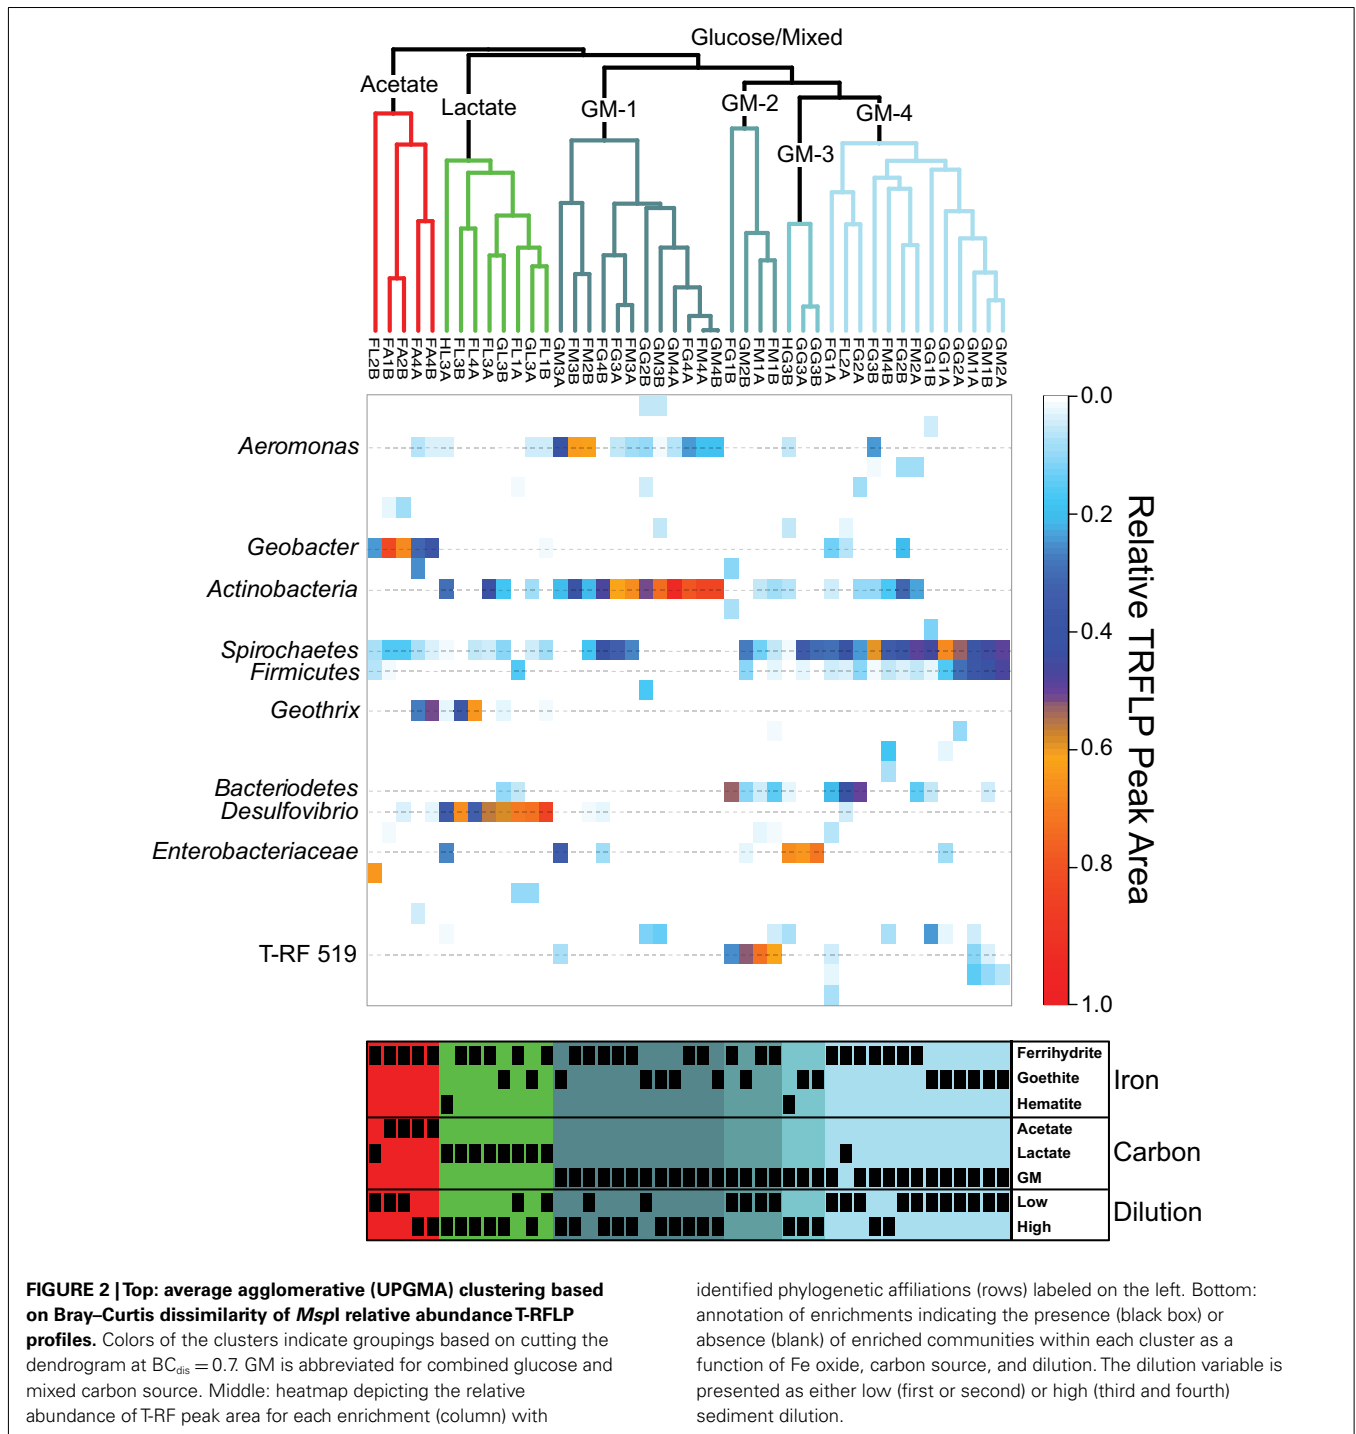 Glucose/Mixed
Acetate
Lactate
GM-1
GM-2
GM-3
GM-4
FL2B FA1B FA2B FA4A FA4B HL3A FL3B FL4A FL3A GL3B FL1A GL3A FL1B GM3A FM3B FM2B FG4B FG3A FM3A GG2B GM3B GM4A FG4A FM4A GM4B FG1B GM2B FM1A FM1B HG3B GG3A GG3B FG1A FL2A FG2A FG3B FM4B FG2B FM2A GG1B GG1A GG2A GM1A GM1B GM2A
Aeromonas
Geobacter
Actinobacteria
Spirochaetes
Firmicutes
Geothrix
Bacteriodetes
Desulfovibrio
Enterobacteriaceae
T-RF 519
0.0
0.2
0.4
0.6
0.8
1.0
Relative TRFLP Peak Area
Ferrihydrite
Goethite
Hematite
Iron
Acetate
Lactate
GM
Carbon
Low
High
Dilution
FIGURE 2 | Top: average agglomerative (UPGMA) clustering based
on Bray–Curtis dissimilarity of MspI relative abundance T-RFLP
profiles. Colors of the clusters indicate groupings based on cutting the
dendrogram at BCdis = 0.7. GM is abbreviated for combined glucose and
mixed carbon source. Middle: heatmap depicting the relative
abundance of T-RF peak area for each enrichment (column) with
identified phylogenetic affiliations (rows) labeled on the left. Bottom:
annotation of enrichments indicating the presence (black box) or
absence (blank) of enriched communities within each cluster as a
function of Fe oxide, carbon source, and dilution. The dilution variable is
presented as either low (first or second) or high (third and fourth)
sediment dilution.